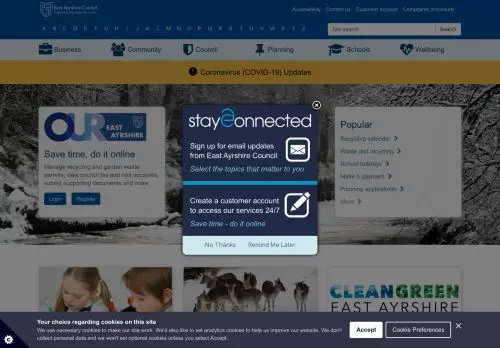 East Ayrshire Council
Accessibility Contact us Customer account Complaints procedure
A B C D E F G H I J K L M N O P Q R S T U V W X Y Z
Site search Search
Business Community Council Planning Schools Wellbeing
Coronavirus (COVID-19) Updates
OUR EAST AYRSHIRE
Save time, do it online
Manage recycling and garden waste
permits, view council tax and rent accounts,
submit supporting documents and more
Login Register
stayconnected
Sign up for email updates
from East Ayrshire Council
Select the topics that matter to you
Create a customer account
to access our services 24/7
Save time - do it online
No Thanks Remind Me Later
Popular
Recycling calendar
Waste and recycling
School holidays
Make a payment
Planning applications
More
CLEANGREEN
EAST AYRSHIRE
Your choice regarding cookies on this site
We use necessary cookies to make our site work. We'd also like to set analytics cookies to help us improve our website. We don't
collect personal data and we won't set optional cookies unless you select Accept.
Accept Cookie Preferences